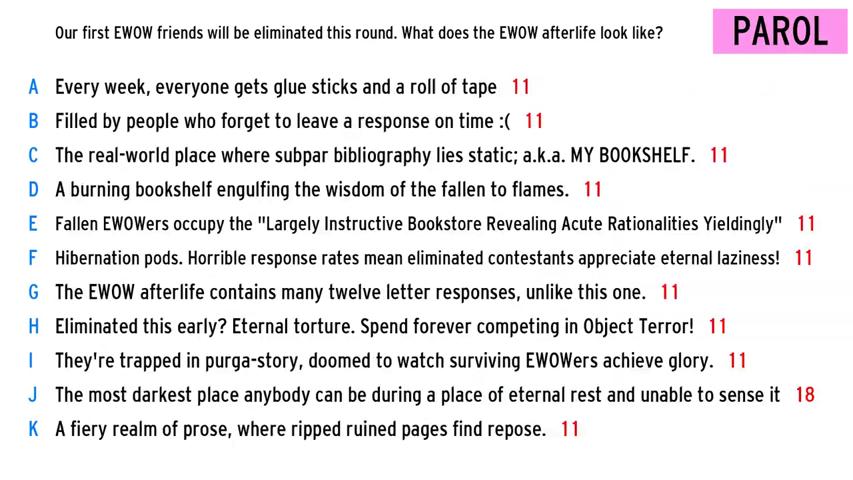 Our first EWOW friends will be eliminated this round. What does the EWOW afterlife look like?
PAROL
A Every week, everyone gets glue sticks and a roll of tape 11
B Filled by people who forget to leave a response on time :( 11
C The real-world place where subpar bibliography lies static; a.k.a. MY BOOKSHELF. 11
D A burning bookshelf engulfing the wisdom of the fallen to flames. 11
E Fallen EWOWers occupy the "Largely Instructive Bookstore Revealing Acute Rationalities Yieldingly" 11
F Hibernation pods. Horrible response rates mean eliminated contestants appreciate eternal laziness! 11
G The EWOW afterlife contains many twelve letter responses, unlike this one. 11
H Eliminated this early? Eternal torture. Spend forever competing in Object Terror! 11
I They're trapped in purga-story, doomed to watch surviving EWOWers achieve glory. 11
J The most darkest place anybody can be during a place of eternal rest and unable to sense it 18
K A fiery realm of prose, where ripped ruined pages find repose. 11